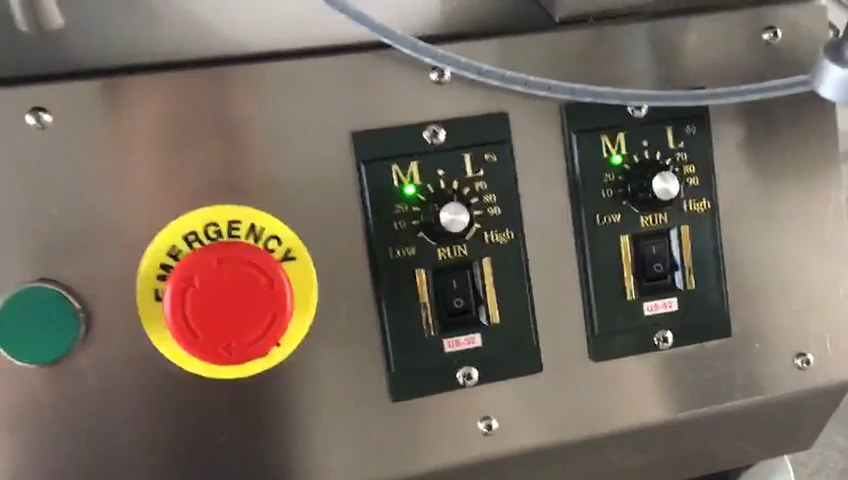 EMERGENCY
M · L
20
10
70
80
90
Low
High
RUN
I
O
US-52
M · L
20
10
70
80
90
Low
High
RUN
I
O
US-52